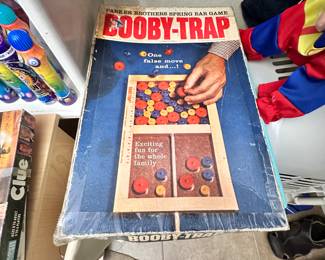 PARKER BROTHERS SPRING BAR GAME
BOOBY-TRAP
One
false move
and...!
Exciting
fun for
the whole
family
BOOBY-TRAP
Clue